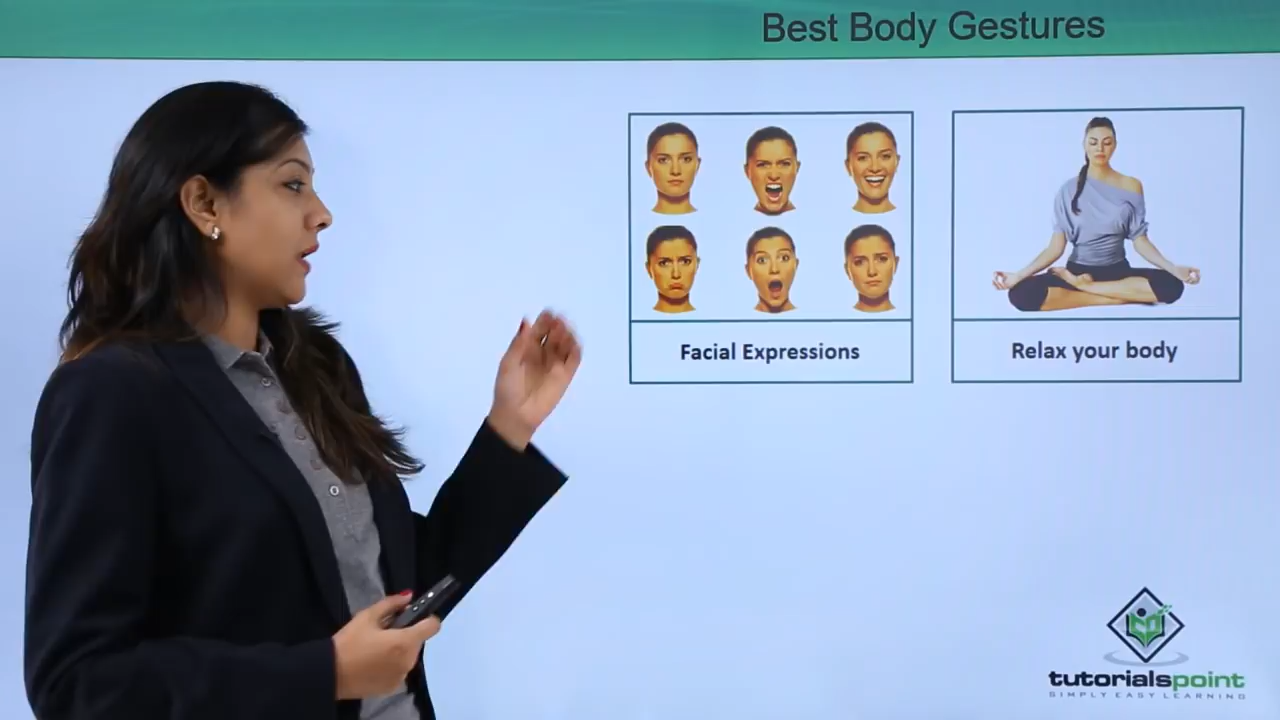 Best Body Gestures
Facial Expressions
Relax your body
tutorialspoint
SIMPLY EASY LEARNING